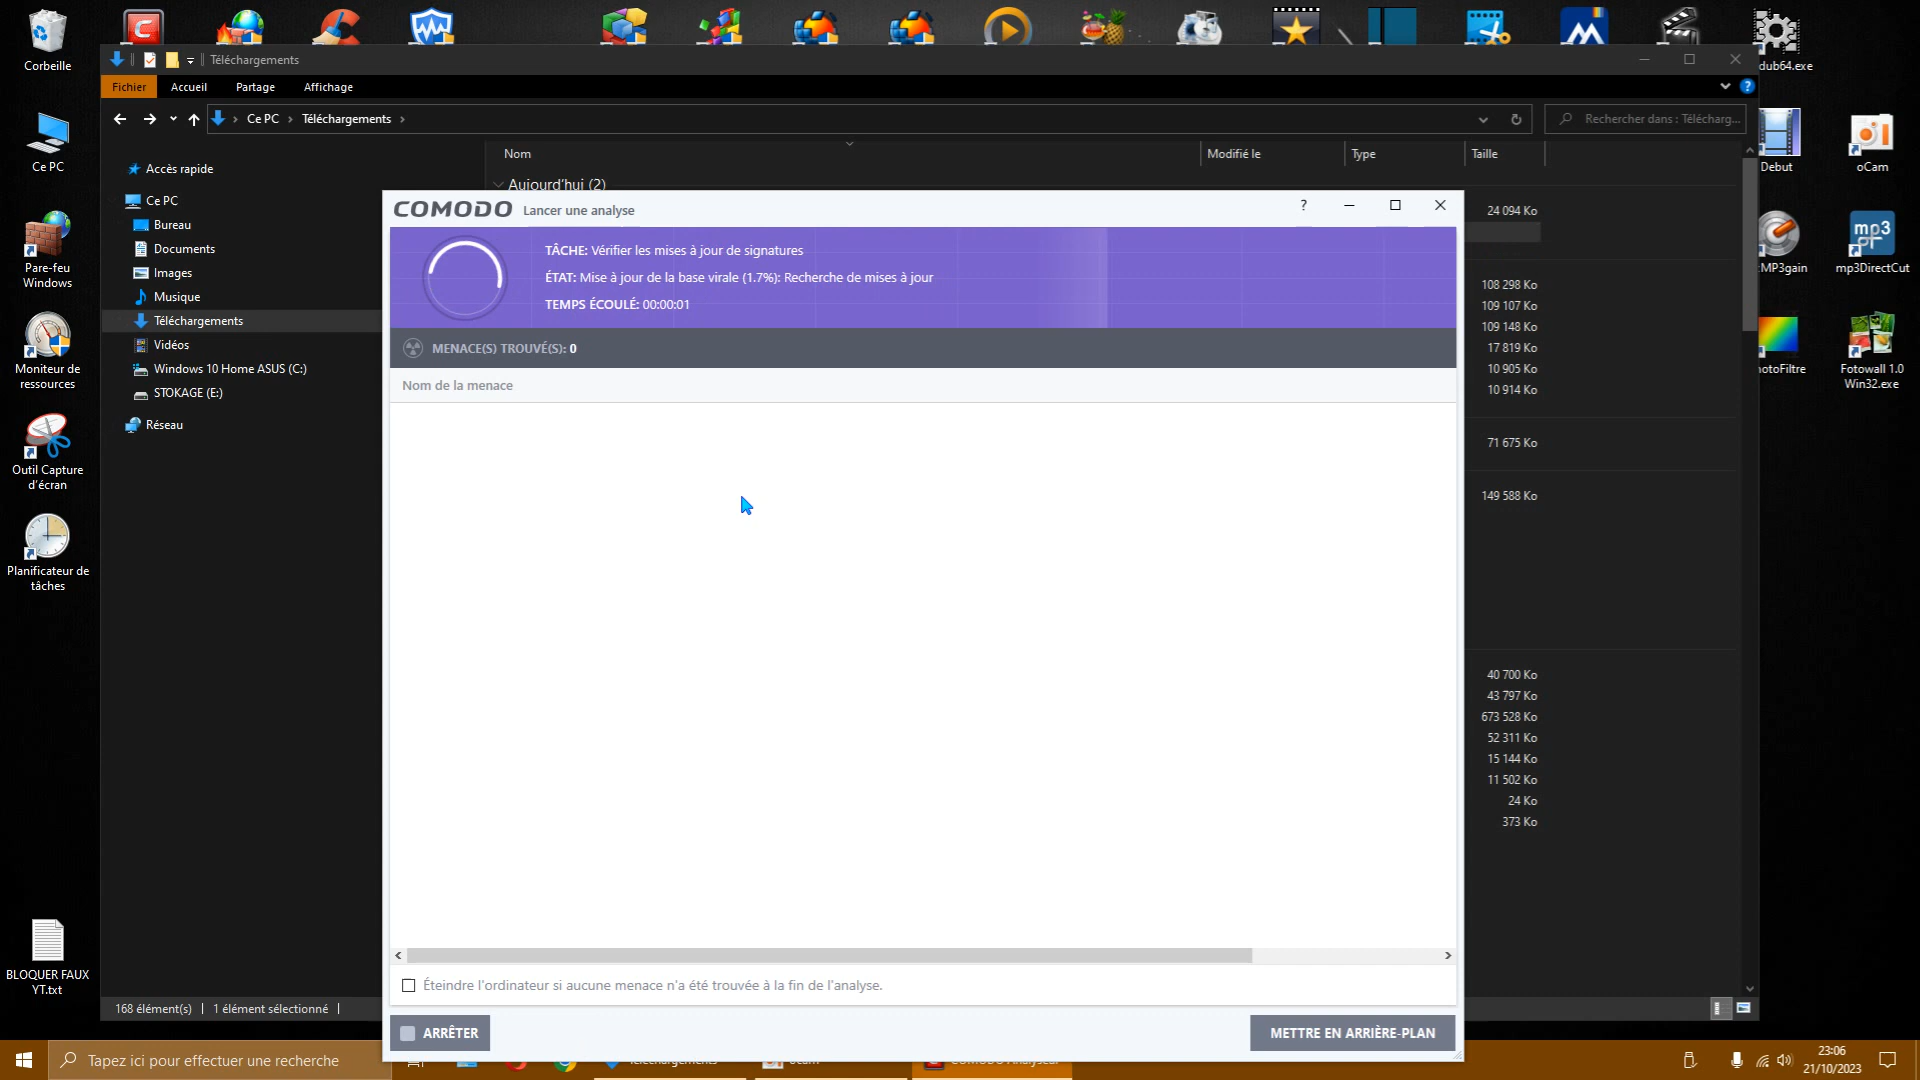 Corbeille
Ce PC
Pare-feu
Windows
Moniteur de
ressources
Outil Capture
d'écran
Planificateur de
tâches
BLOQUER FAUX
YT.txt
Téléchargements
Fichier
Accueil
Partage
Affichage
Ce PC
Téléchargements
Rechercher dans : Télécharg...
Accès rapide
Ce PC
Bureau
Documents
Images
Musique
Téléchargements
Vidéos
Windows 10 Home ASUS (C:)
STOKAGE (E:)
Réseau
Nom
Modifié le
Type
Taille
Aujourd'hui (2)
24 094 Ko
108 298 Ko
109 107 Ko
109 148 Ko
17 819 Ko
10 905 Ko
10 914 Ko
71 675 Ko
149 588 Ko
40 700 Ko
43 797 Ko
673 528 Ko
52 311 Ko
15 144 Ko
11 502 Ko
24 Ko
373 Ko
168 élément(s)
1 élément sélectionné
COMODO Lancer une analyse
?
TÂCHE: Vérifier les mises à jour de signatures
ÉTAT: Mise à jour de la base virale (1.7%): Recherche de mises à jour
TEMPS ÉCOULÉ: 00:00:01
MENACE(S) TROUVÉ(S): 0
Nom de la menace
Éteindre l'ordinateur si aucune menace n'a été trouvée à la fin de l'analyse.
ARRÊTER
METTRE EN ARRIÈRE-PLAN
dub64.exe
Debut
oCam
MP3gain
mp3
mp3DirectCut
otoFiltre
Fotowall 1.0
Win32.exe
Tapez ici pour effectuer une recherche
23:06
21/10/2023